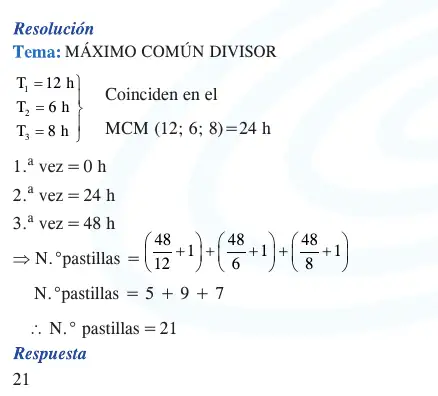 Resolución
Tema: MÁXIMO COMÚN DIVISOR
T₁ = 12 h
T₂ = 6 h
T₃ = 8 h
Coinciden en el
MCM (12; 6; 8)=24 h
1.ª vez = 0 h
2.ª vez = 24 h
3.ª vez = 48 h
⇒ N.°pastillas = (48/12 + 1) + (48/6 + 1) + (48/8 + 1)
N.°pastillas = 5 + 9 + 7
∴ N.° pastillas = 21
Respuesta
21